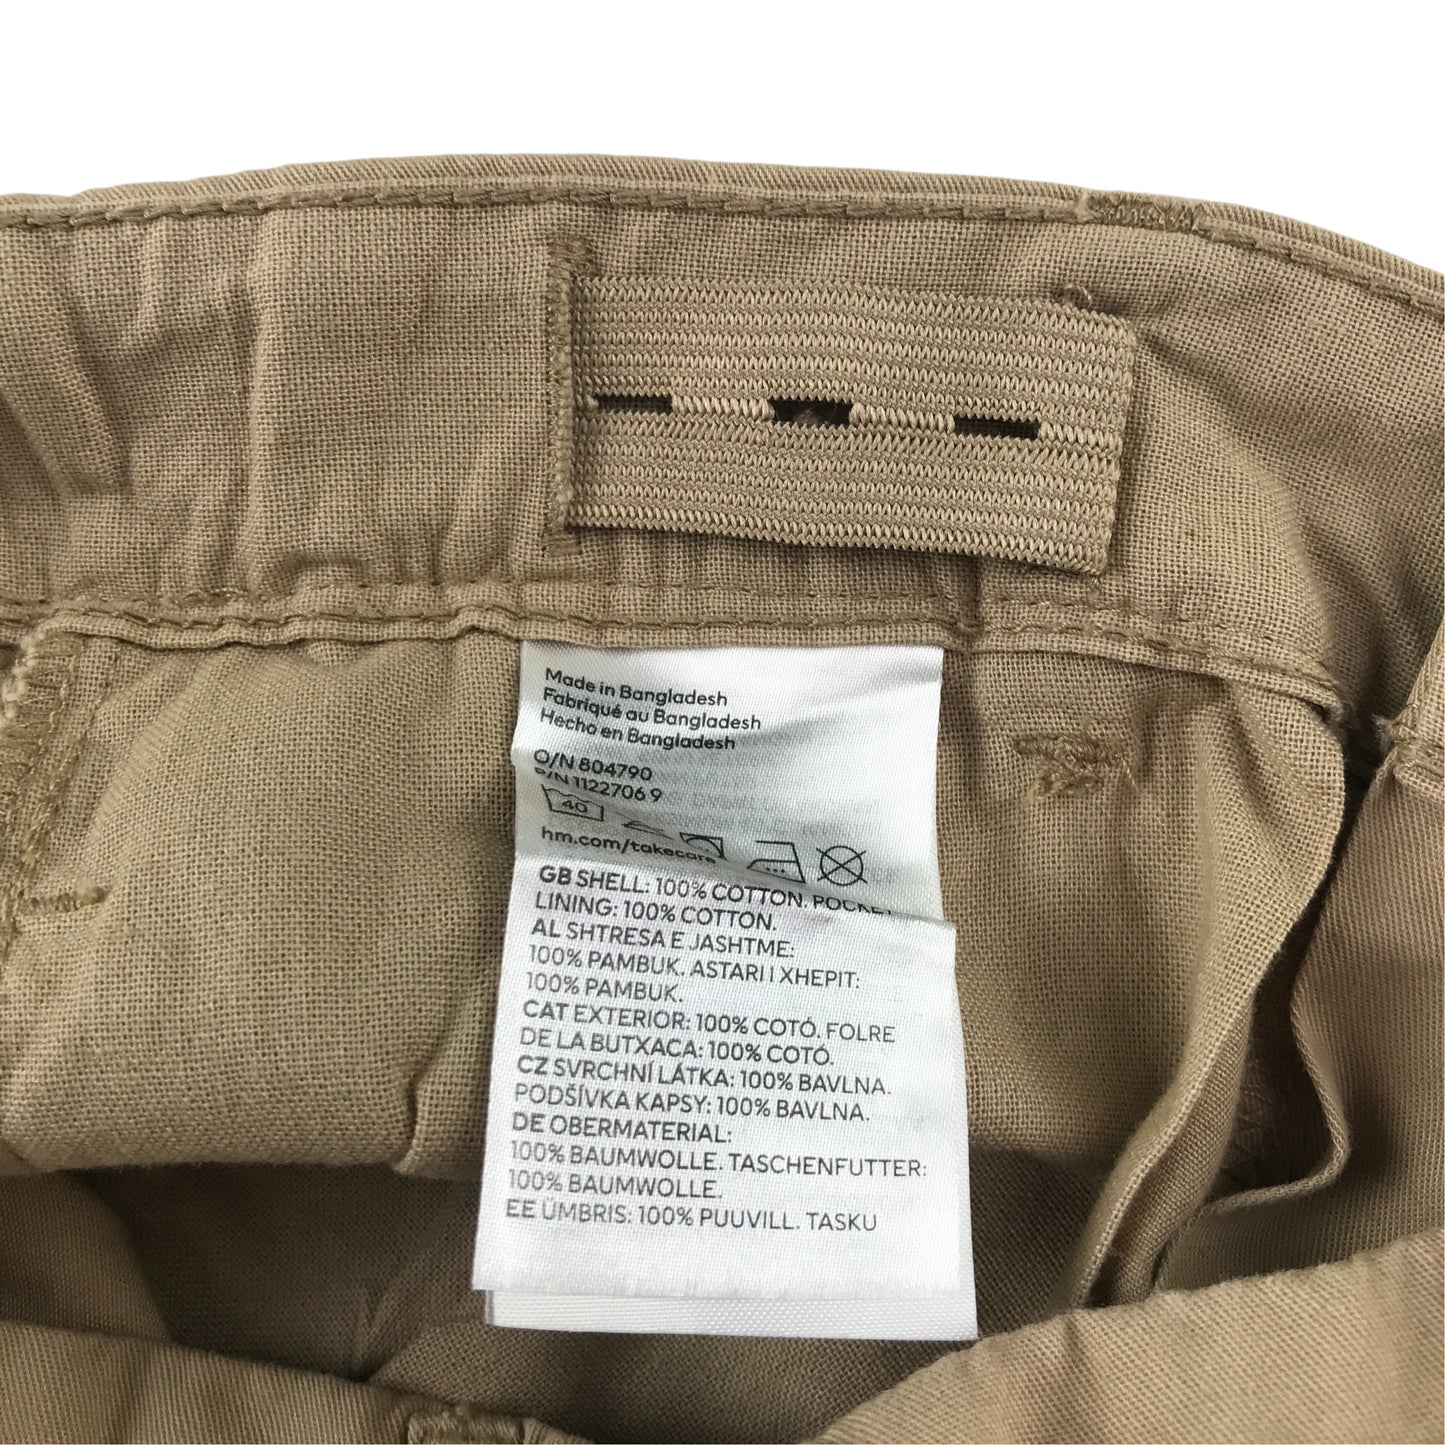 Made in Bangladesh
Fabriqué au Bangladesh
Hecho en Bangladesh
O/N 804790
P/N 1122706 9
40
hm.com/takecare
GB SHELL: 100% COTTON. POCKET
LINING: 100% COTTON.
AL SHTRESA E JASHTME:
100% PAMBUK. ASTARI I XHEPIT:
100% PAMBUK.
CAT EXTERIOR: 100% COTÓ. FOLRE
DE LA BUTXACA: 100% COTÓ.
CZ SVRCHNÍ LÁTKA: 100% BAVLNA.
PODŠÍVKA KAPSY: 100% BAVLNA.
DE OBERMATERIAL:
100% BAUMWOLLE. TASCHENFUTTER:
100% BAUMWOLLE.
EE ÜMBRIS: 100% PUUVILL. TASKU